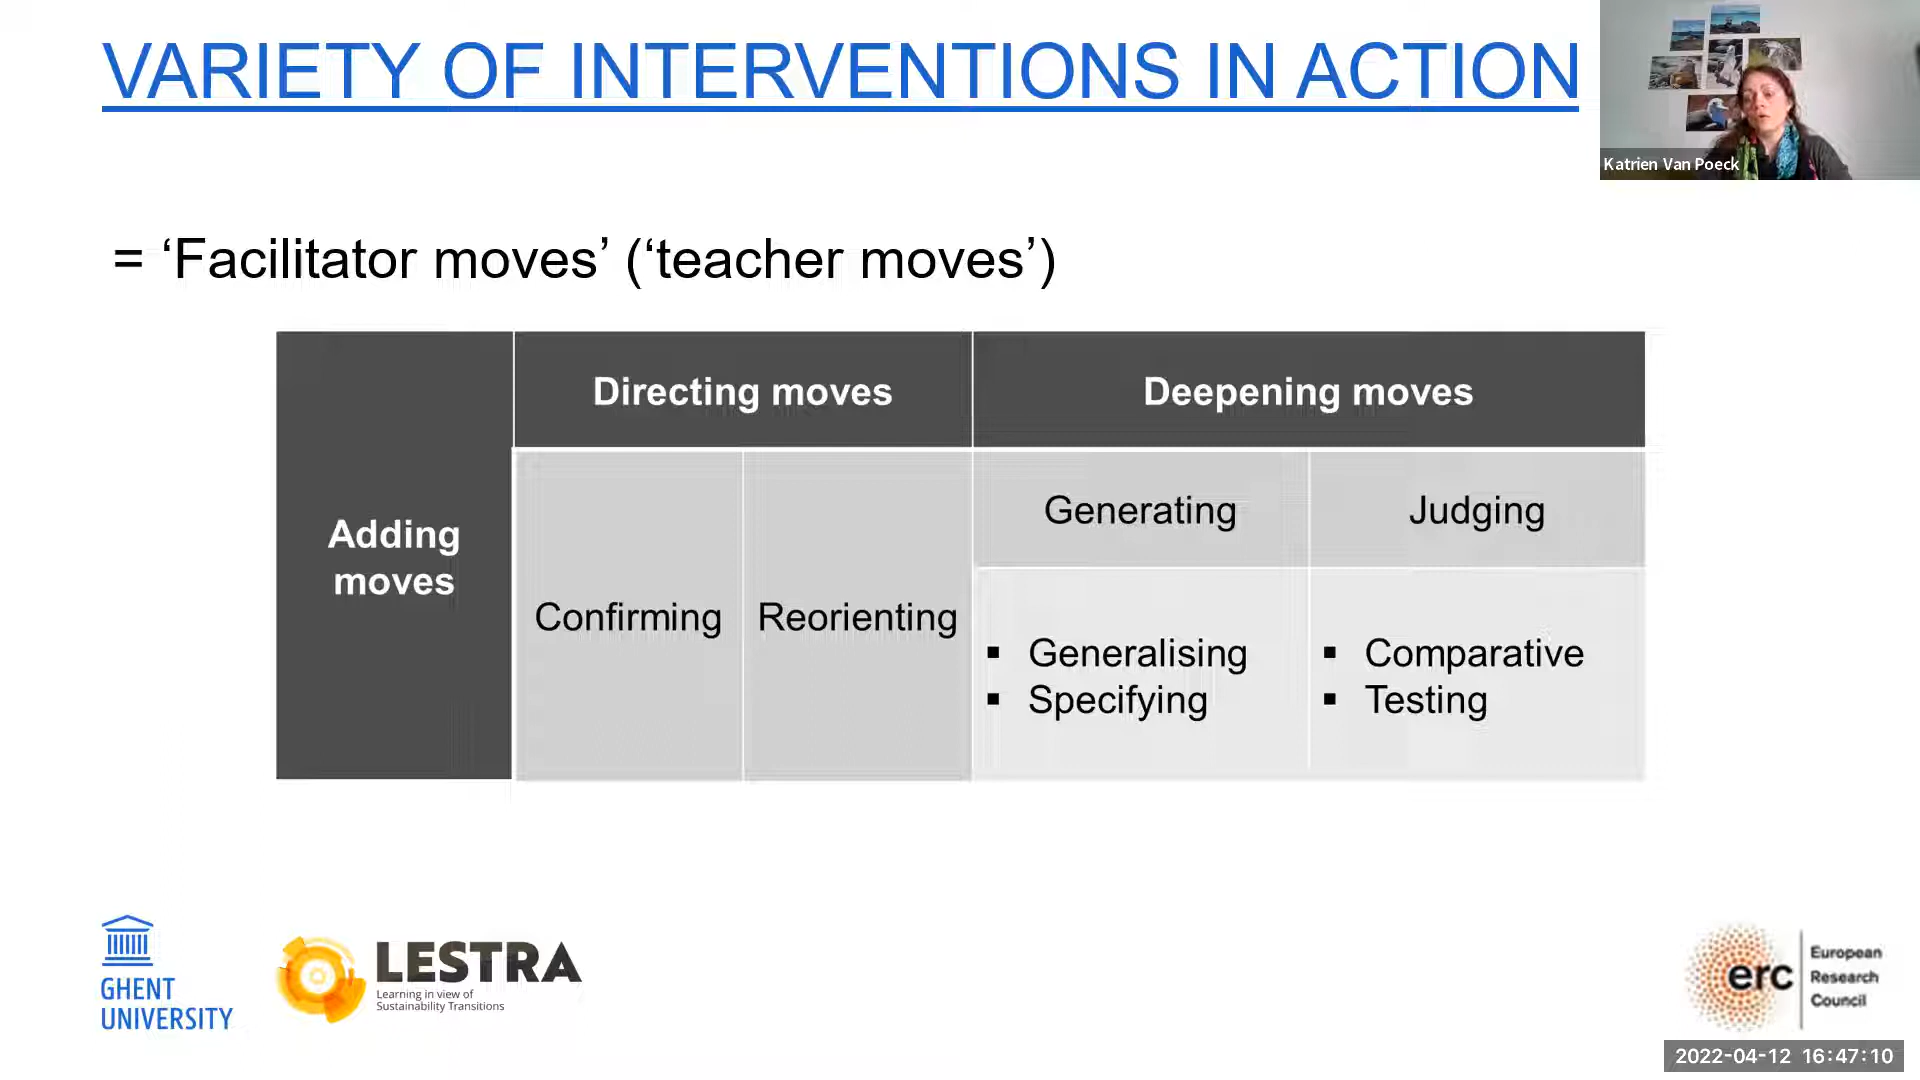 VARIETY OF INTERVENTIONS IN ACTION
Katrien Van Poeck
= ‘Facilitator moves’ (‘teacher moves’)
Adding
moves
Directing moves
Deepening moves
Confirming
Reorienting
Generating
Judging
▪ Generalising
▪ Specifying
▪ Comparative
▪ Testing
GHENT
UNIVERSITY
LESTRA
Learning in view of
Sustainability Transitions
erc
European
Research
Council
2022-04-12 16:47:10